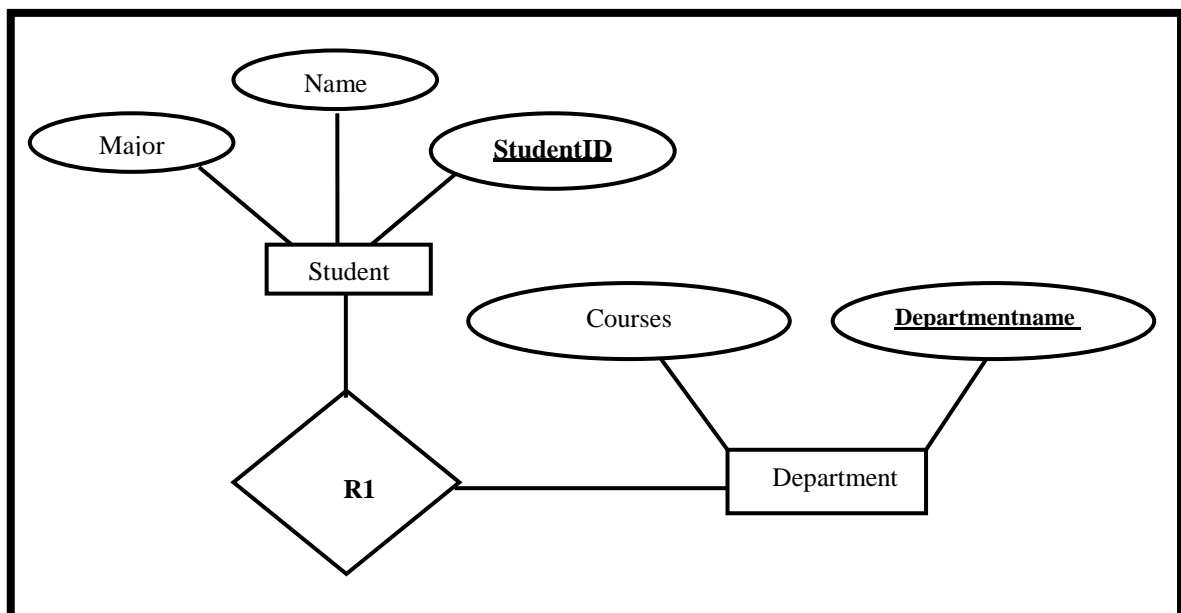 Name
Major
StudentID
Student
Courses
Departmentname
Department
R1